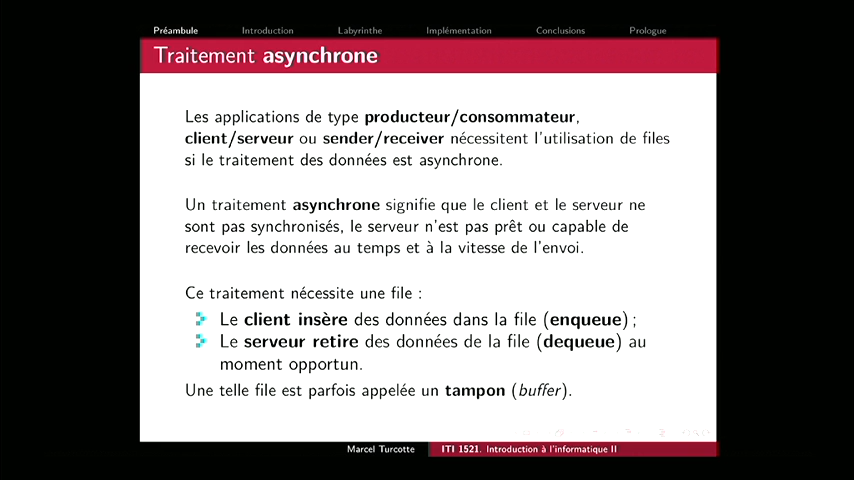 Préambule Introduction Labyrinthe Implémentation Conclusions Prologue
Traitement asynchrone
Les applications de type producteur/consommateur,
client/serveur ou sender/receiver nécessitent l'utilisation de files
si le traitement des données est asynchrone.
Un traitement asynchrone signifie que le client et le serveur ne
sont pas synchronisés, le serveur n'est pas prêt ou capable de
recevoir les données au temps et à la vitesse de l'envoi.
Ce traitement nécessite une file :
Le client insère des données dans la file (enqueue) ;
Le serveur retire des données de la file (dequeue) au
moment opportun.
Une telle file est parfois appelée un tampon (buffer).
Marcel Turcotte ITI 1521. Introduction à l'informatique II